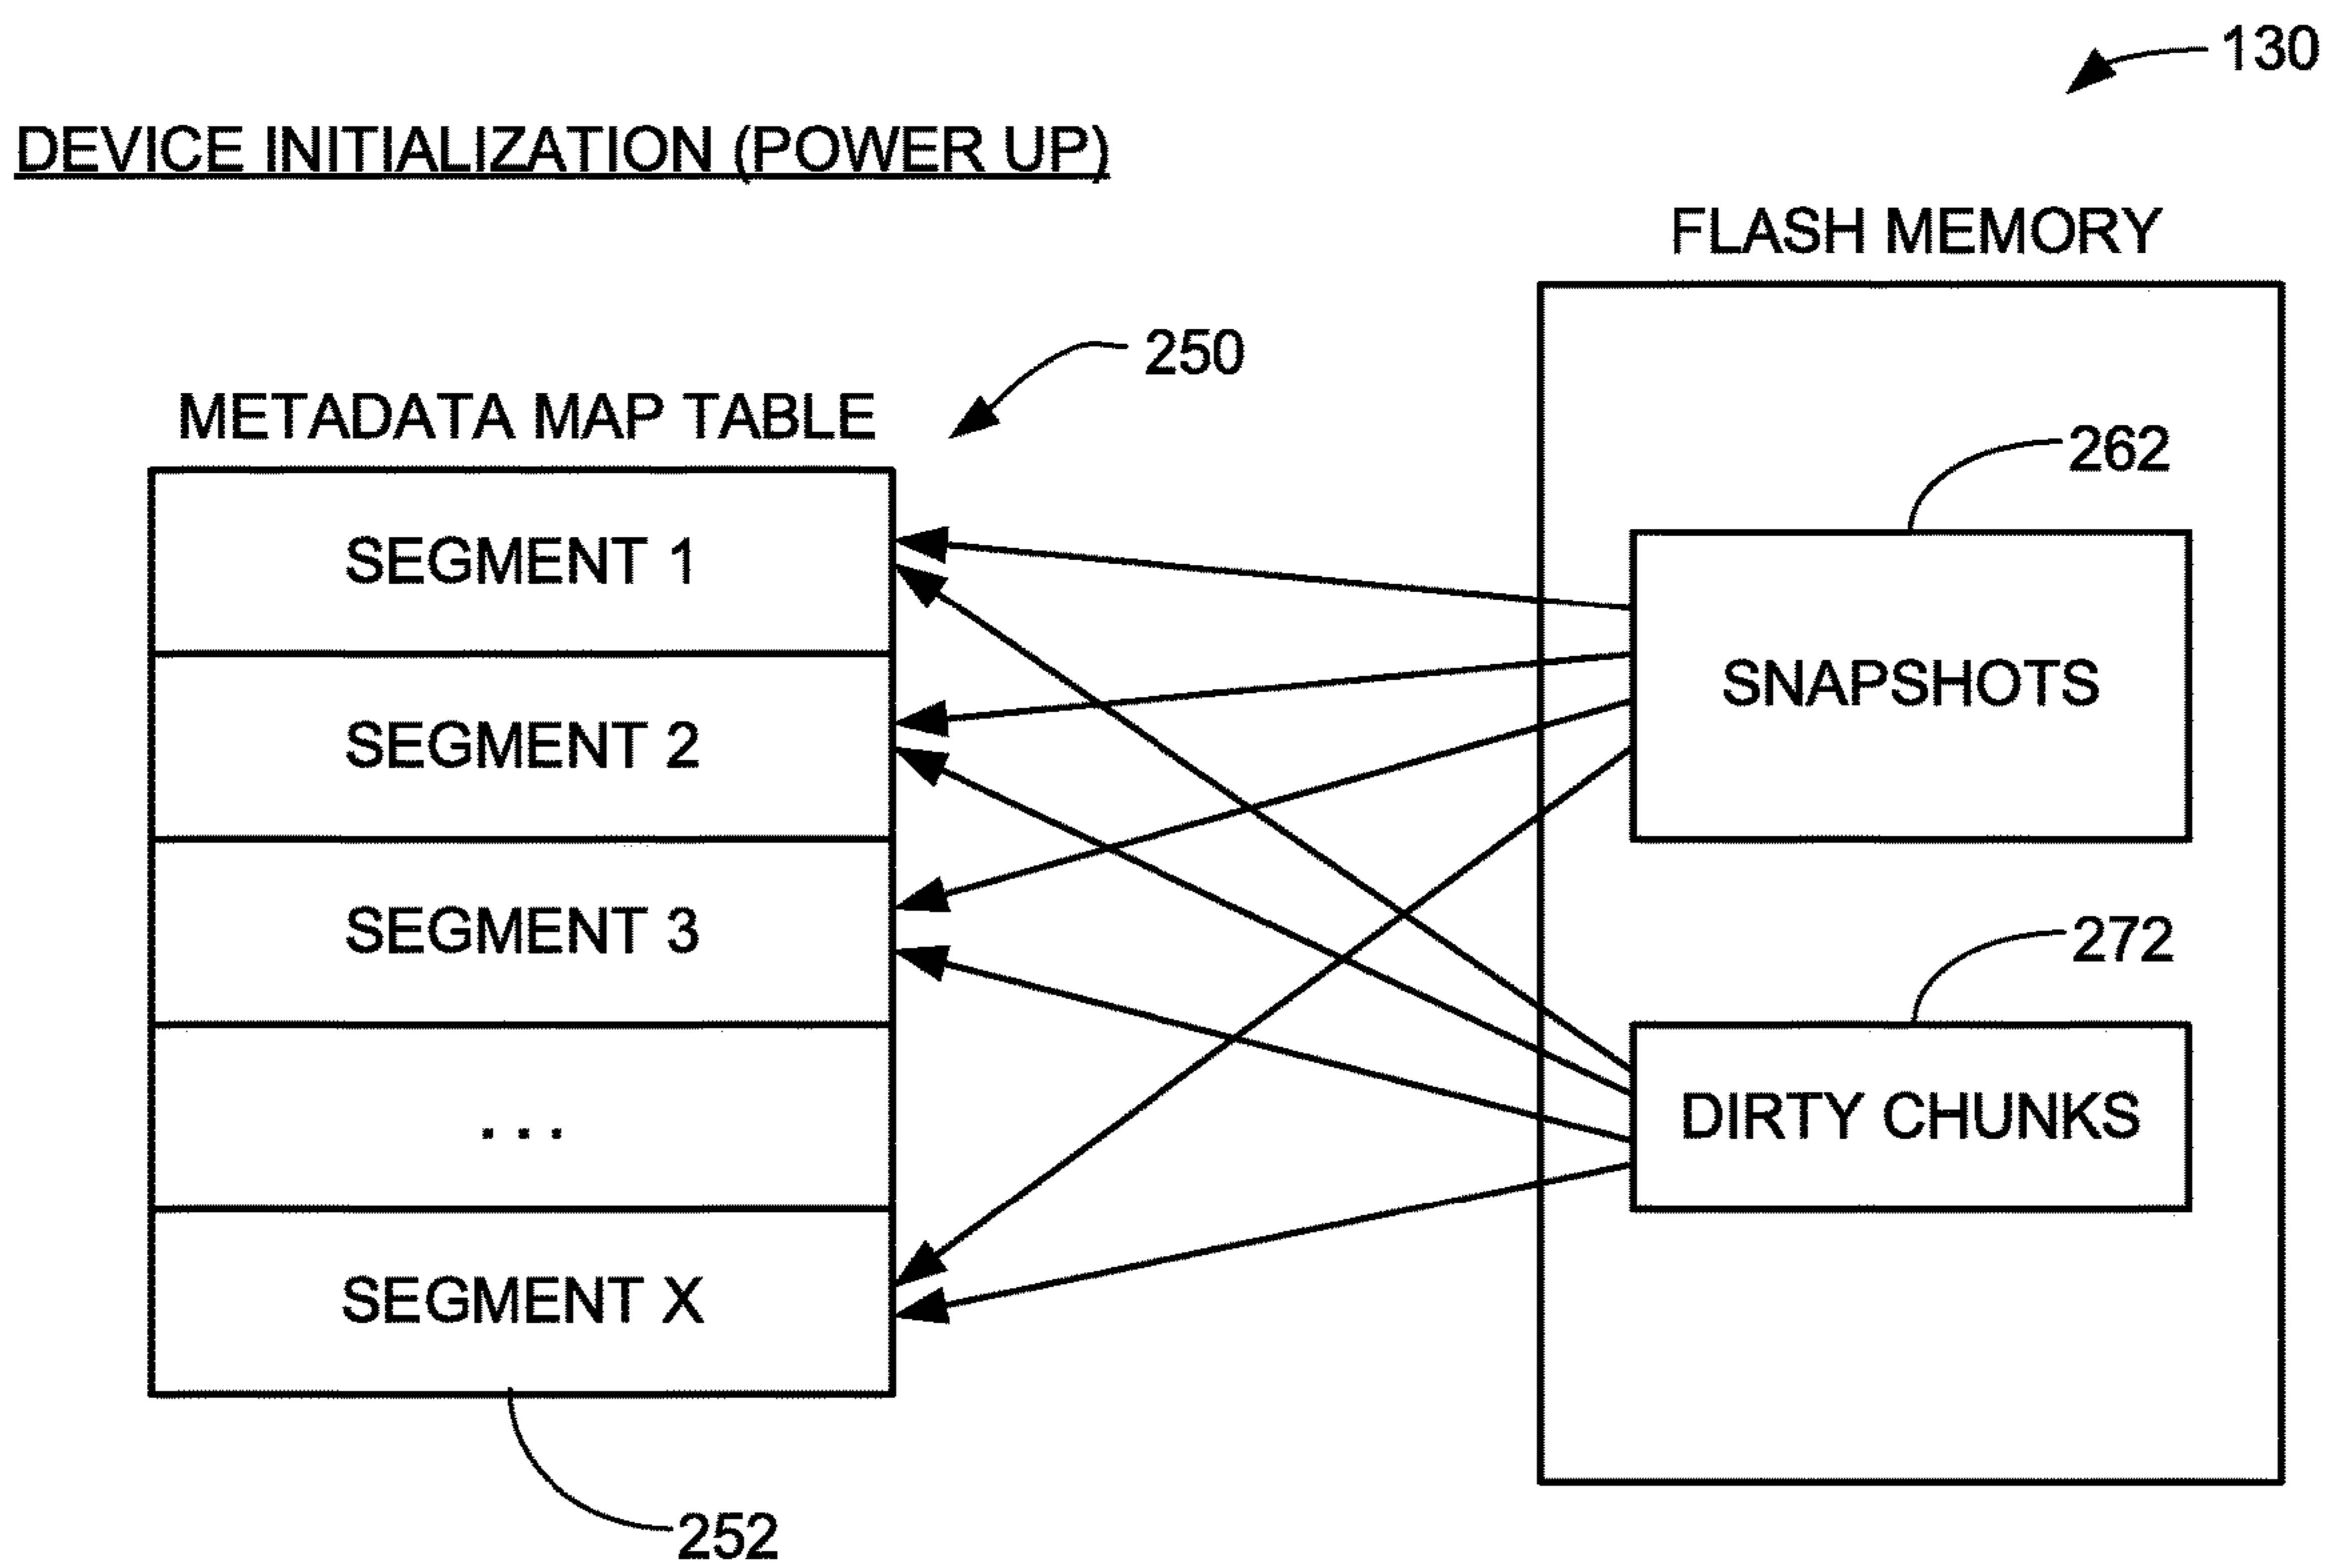 130
DEVICE INITIALIZATION (POWER UP)
FLASH MEMORY
250
METADATA MAP TABLE
262
SEGMENT 1
SNAPSHOTS
SEGMENT 2
SEGMENT 3
272
DIRTY CHUNKS
...
SEGMENT X
252